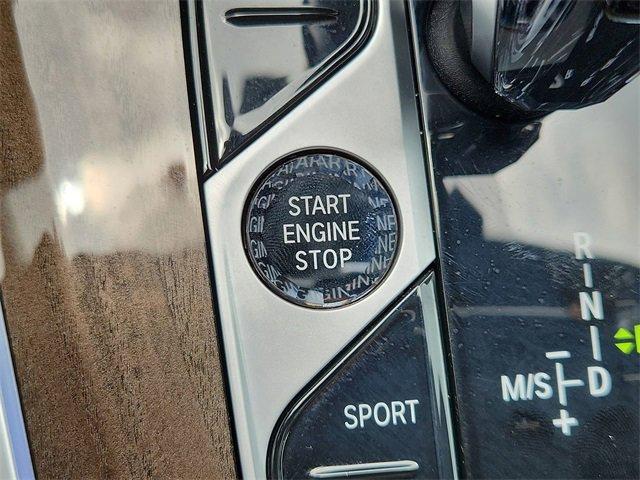 START
ENGINE
STOP
SPORT
R
N
M/S
D
+